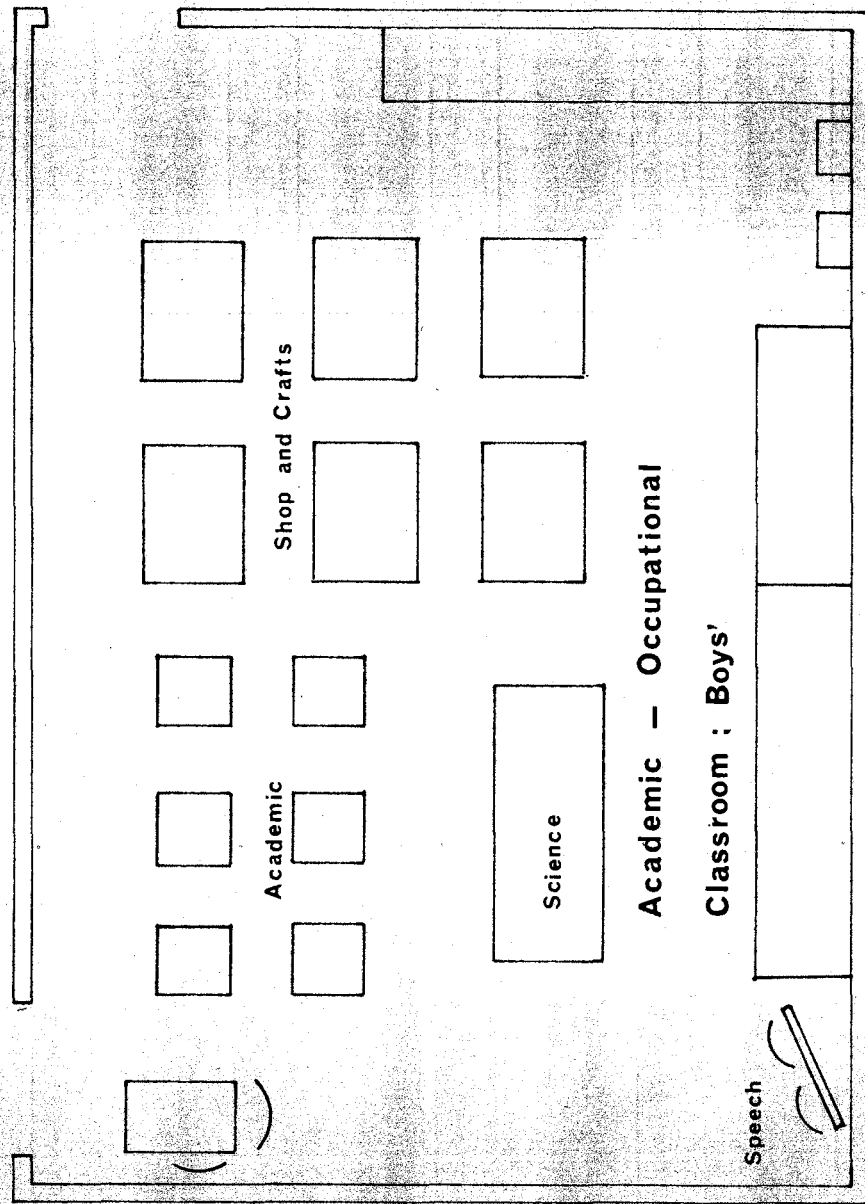 Shop and Crafts
Academic
Science
Academic – Occupational
Classroom ; Boys'
Speech